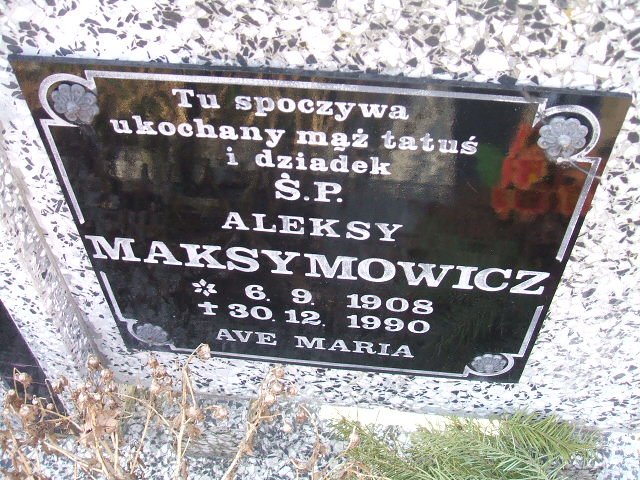 Tu spoczywa
ukochany mąż tatuś
i dziadek
Ś.P.
ALEKSY
MAKSYMOWICZ
* 6. 9. 1908
† 30. 12. 1990
AVE MARIA